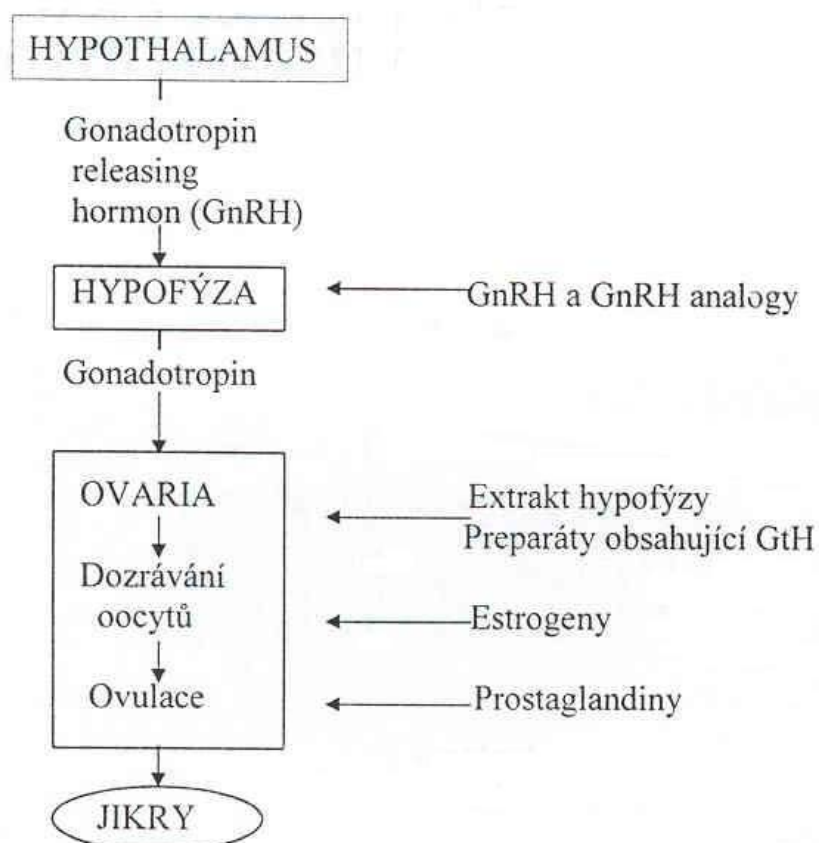 HYPOTHALAMUS
Gonadotropin
releasing
hormon (GnRH)
HYPOFÝZA
GnRH a GnRH analogy
Gonadotropin
OVARIA
Extrakt hypofýzy
Preparáty obsahující GtH
Dozrávání
oocytů
Estrogeny
Ovulace
Prostaglandiny
JIKRY